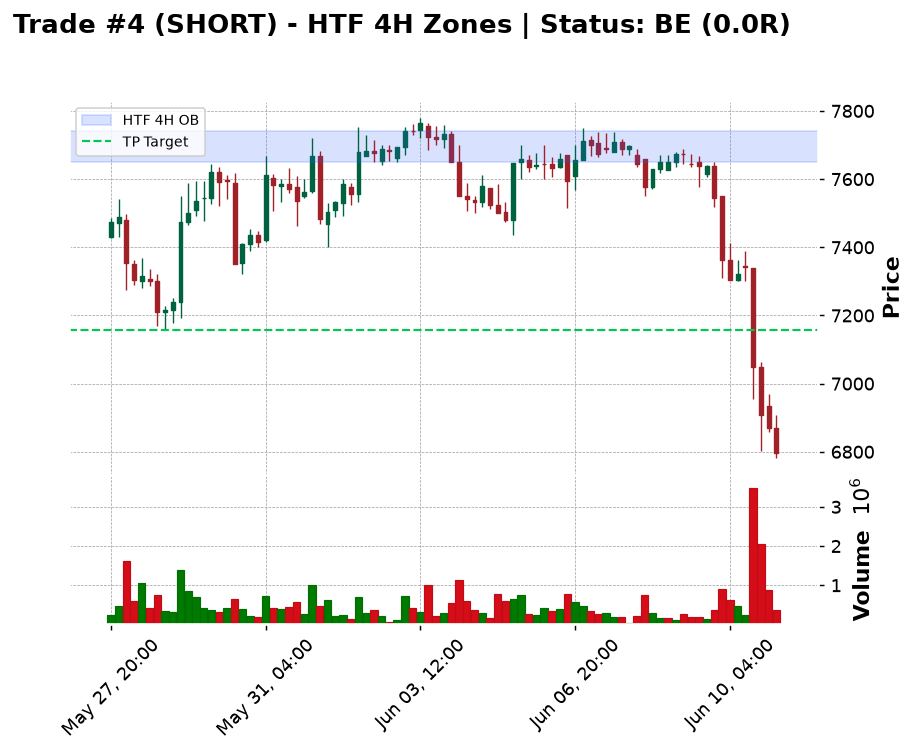 Trade #4 (SHORT) - HTF 4H Zones | Status: BE (0.0R)
HTF 4H OB
TP Target
7800
7600
7400
7200
7000
6800
Price
3
2
1
Volume 10^6
May 27, 20:00
May 31, 04:00
Jun 03, 12:00
Jun 06, 20:00
Jun 10, 04:00